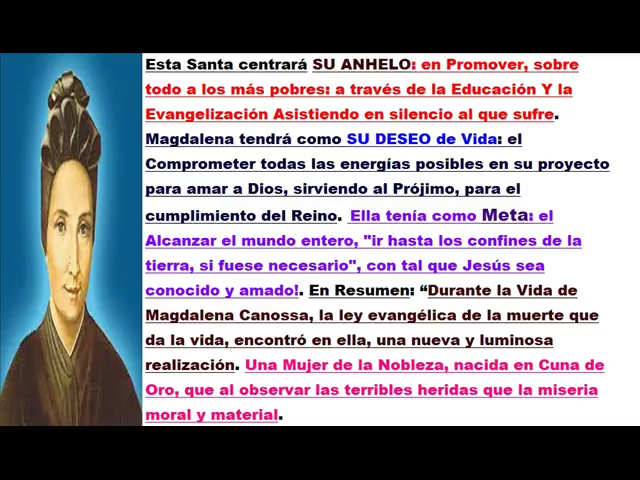 Esta Santa centrará SU ANHELO: en Promover, sobre
todo a los más pobres: a través de la Educación Y la
Evangelización Asistiendo en silencio al que sufre.
Magdalena tendrá como SU DESEO de Vida: el
Comprometer todas las energías posibles en su proyecto
para amar a Dios, sirviendo al Prójimo, para el
cumplimiento del Reino. Ella tenía como Meta: el
Alcanzar el mundo entero, "ir hasta los confines de la
tierra, si fuese necesario", con tal que Jesús sea
conocido y amado!. En Resumen: “Durante la Vida de
Magdalena Canossa, la ley evangélica de la muerte que
da la vida, encontró en ella, una nueva y luminosa
realización. Una Mujer de la Nobleza, nacida en Cuna de
Oro, que al observar las terribles heridas que la miseria
moral y material.